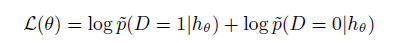 ℒ(θ) = log p̃(D = 1|h_θ) + log p̃(D = 0|h_θ)